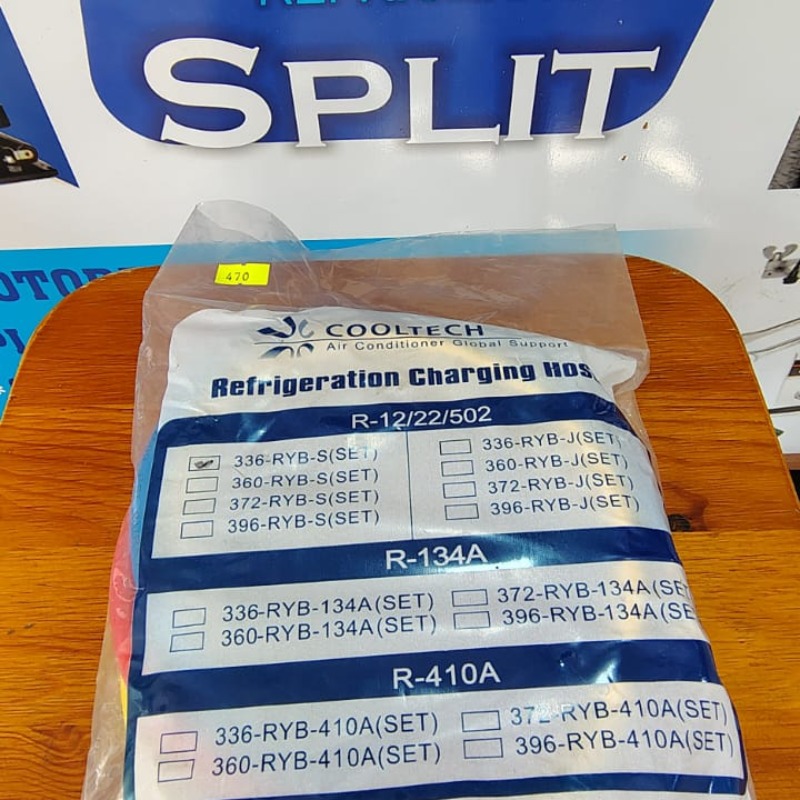 SPLIT
470
COOLTECH
Air Conditioner Global Support
Refrigeration Charging Hos
R-12/22/502
336-RYB-S(SET) 336-RYB-J(SET)
360-RYB-S(SET) 360-RYB-J(SET)
372-RYB-S(SET) 372-RYB-J(SET)
396-RYB-S(SET) 396-RYB-J(SET)
R-134A
336-RYB-134A(SET) 372-RYB-134A(SE
360-RYB-134A(SET) 396-RYB-134A(SE
R-410A
336-RYB-410A(SET) 372-RYB-410A(SET)
360-RYB-410A(SET) 396-RYB-410A(SET)